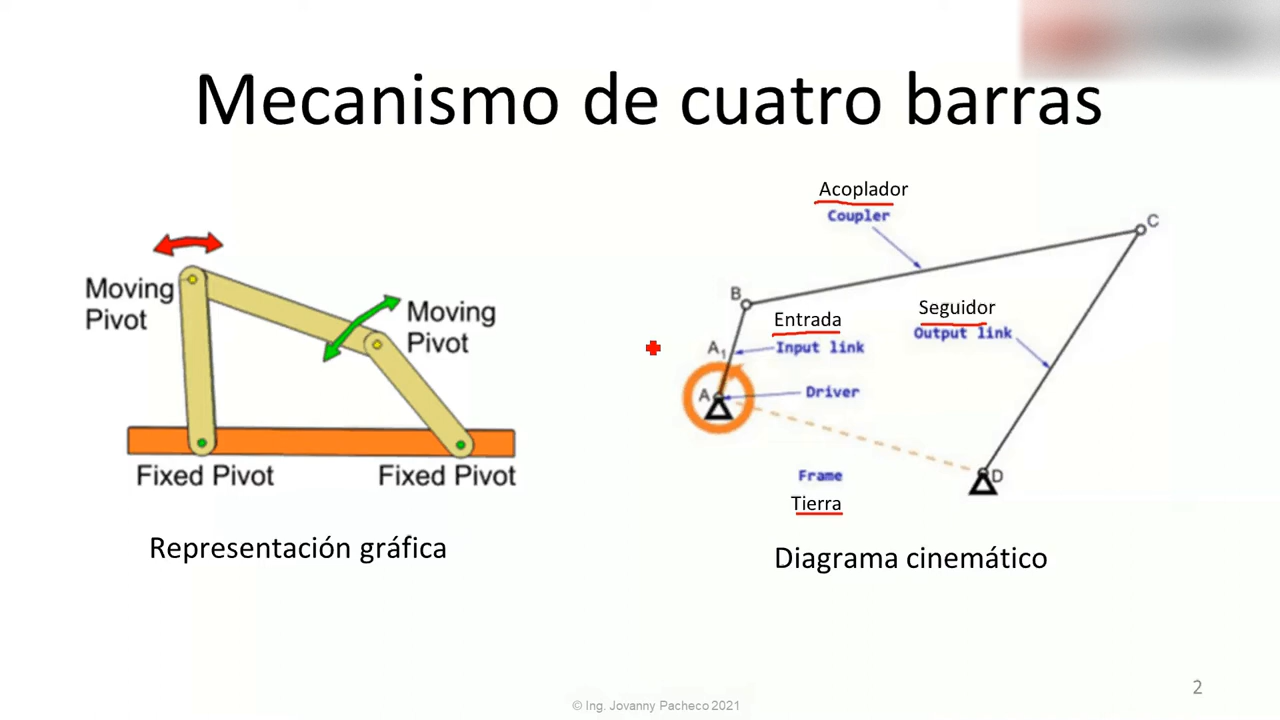 Mecanismo de cuatro barras
Moving
Pivot
Moving
Pivot
Fixed Pivot
Fixed Pivot
Representación gráfica
Acoplador
Coupler
C
B
Entrada
Seguidor
A1
Input link
Output link
A
Driver
Frame
D
Tierra
Diagrama cinemático
2
© Ing. Jovanny Pacheco 2021